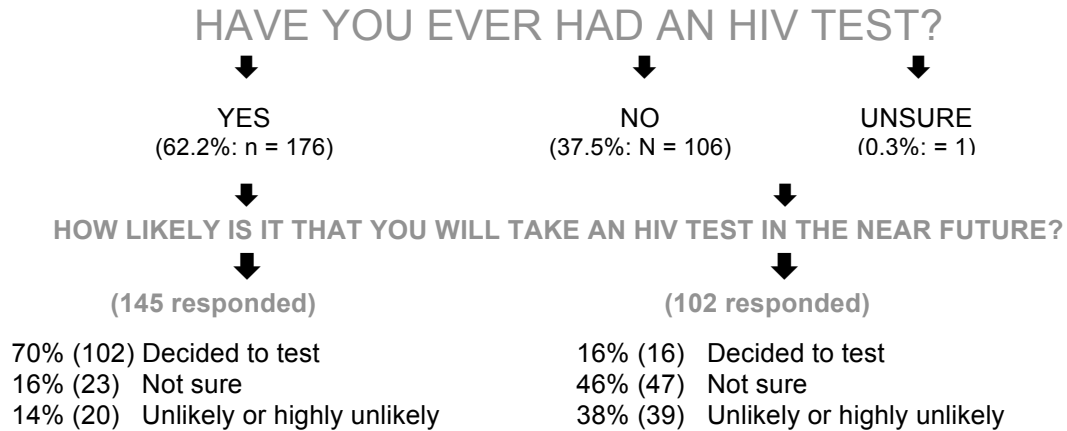 HAVE YOU EVER HAD AN HIV TEST?
YES NO UNSURE
(62.2%: n = 176) (37.5%: N = 106) (0.3%: = 1)
HOW LIKELY IS IT THAT YOU WILL TAKE AN HIV TEST IN THE NEAR FUTURE?
(145 responded) (102 responded)
70% (102) Decided to test 16% (16) Decided to test
16% (23) Not sure 46% (47) Not sure
14% (20) Unlikely or highly unlikely 38% (39) Unlikely or highly unlikely